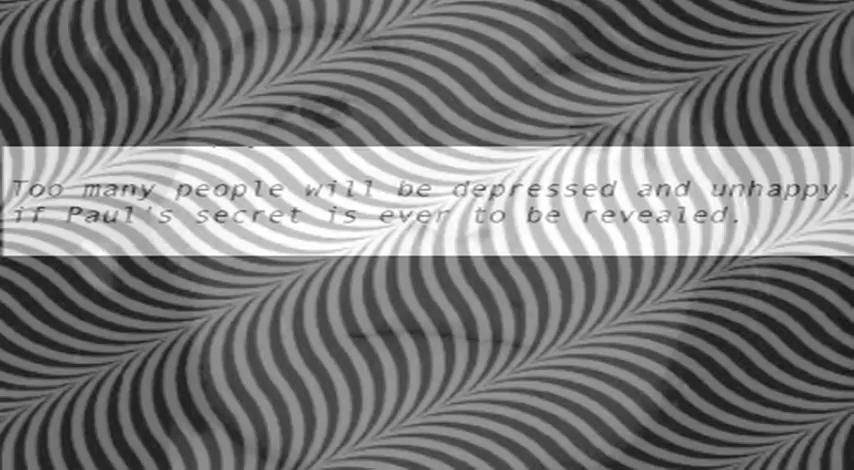 Too many people will be depressed and unhappy.
if Paul's secret is ever to be revealed.